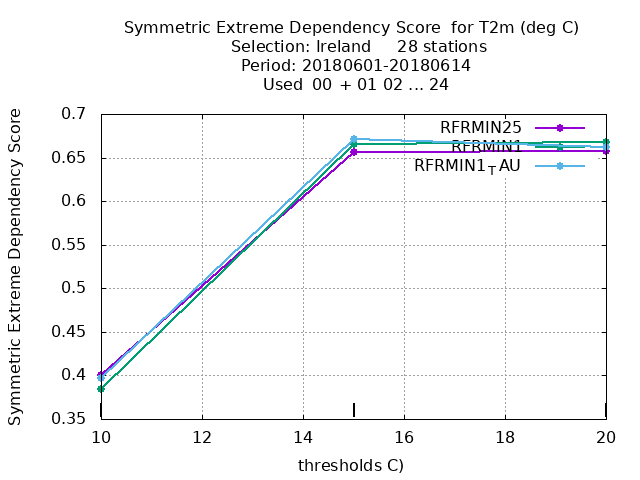 Symmetric Extreme Dependency Score  for T2m (deg C)
Selection: Ireland     28 stations
Period: 20180601-20180614
Used  00  + 01 02 ... 24
Symmetric Extreme Dependency Score
0.7
0.65
0.6
0.55
0.5
0.45
0.4
0.35
RFRMIN25
RFRMIN1
RFRMIN1TAU
10 12 14 16 18 20
thresholds C)